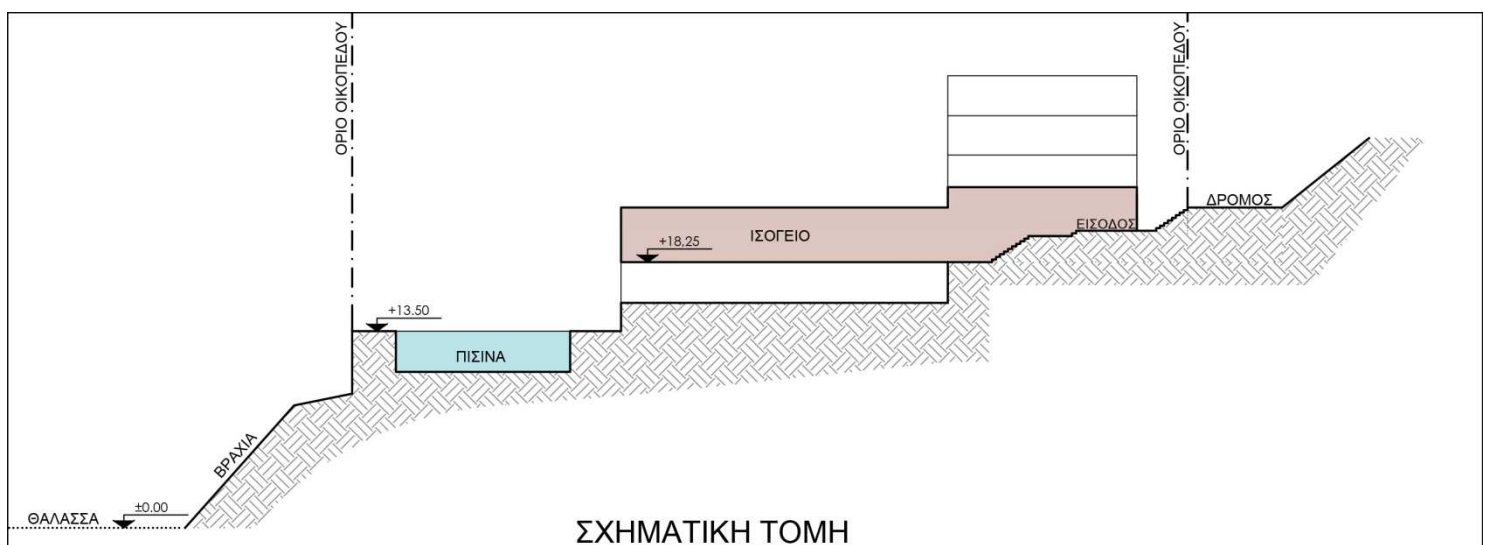 ΟΡΙΟ ΟΙΚΟΠΕΔΟΥ
ΟΡΙΟ ΟΙΚΟΠΕΔΟΥ
ΔΡΟΜΟΣ
ΕΙΣΟΔΟΣ
ΙΣΟΓΕΙΟ
+18,25
+13.50
ΠΙΣΙΝΑ
ΒΡΑΧΙΑ
±0.00
ΘΑΛΑΣΣΑ
ΣΧΗΜΑΤΙΚΗ ΤΟΜΗ